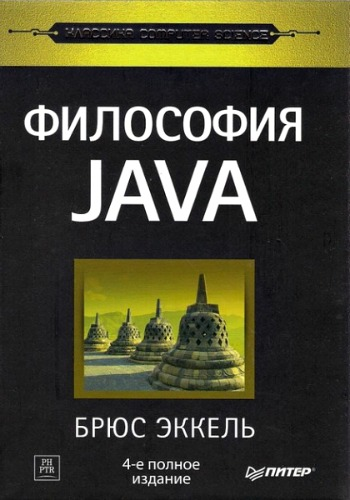 КЛАССИКА COMPUTER SCIENCE
ФИЛОСОФИЯ
JAVA
БРЮС ЭККЕЛЬ
4-е полное
издание
PH
PTR
ПИТЕР®